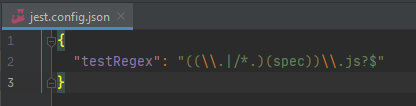 jest.config.json
1 {
2 "testRegex": "((\\.|/*.)(spec))\\.js?$"
3 }